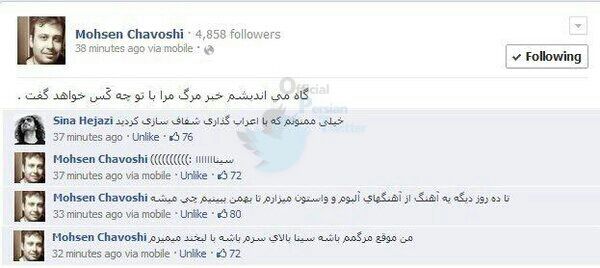 Mohsen Chavoshi · 4,858 followers
38 minutes ago via mobile ·
Following
گاه می اندیشم خبر مرگ مرا با تو چه کَس خواهد گفت .
Official
Persian
Twitter
Sina Hejazi خیلی ممنونم که با اعراب گذاری شفاف سازی کردید
37 minutes ago · Unlike · 76
Mohsen Chavoshi سینااااااا :))))))))))
37 minutes ago via mobile · Unlike · 72
Mohsen Chavoshi تا ده روز دیگه یه آهنگ از آهنگهای آلبوم و واستون میزارم تا بهمن ببینیم چی میشه
33 minutes ago via mobile · Unlike · 80
Mohsen Chavoshi من موقع مرگمم باشه سینا بالای سرم باشه با لبخند میمیرم
32 minutes ago via mobile · Unlike · 72